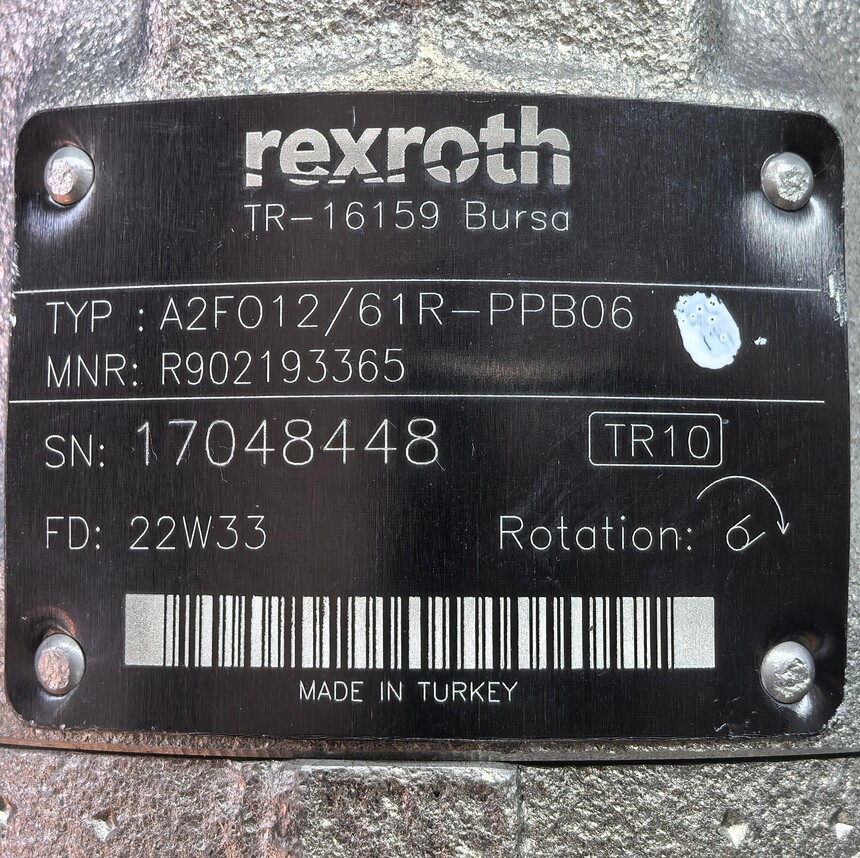 rexroth
TR-16159 Bursa
TYP : A2FO12/61R-PPB06
MNR: R902193365
SN: 17048448 TR10
FD: 22W33 Rotation:
MADE IN TURKEY